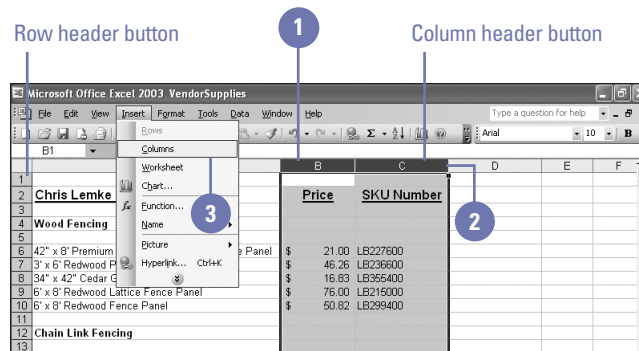 Row header button
1
Column header button
Microsoft Office Excel 2003 VendorSupplies
File Edit View Insert Format Tools Data Window Help Type a question for help
Arial 10 B
B1
Rows
Columns
Worksheet
Chart...
Function...
Name
Picture
Hyperlink... Ctrl+K
3
2
B C D E F
1
2 Chris Lemke Price SKU Number
3
4 Wood Fencing
5
6 42" x 8' Premium e Panel $ 21.00 LB227600
7 3' x 6' Redwood P $ 46.26 LB236600
8 34" x 42" Cedar G $ 16.83 LB355400
9 6' x 8' Redwood Lattice Fence Panel $ 76.00 LB215000
10 6' x 8' Redwood Fence Panel $ 50.82 LB299400
11
12 Chain Link Fencing
13